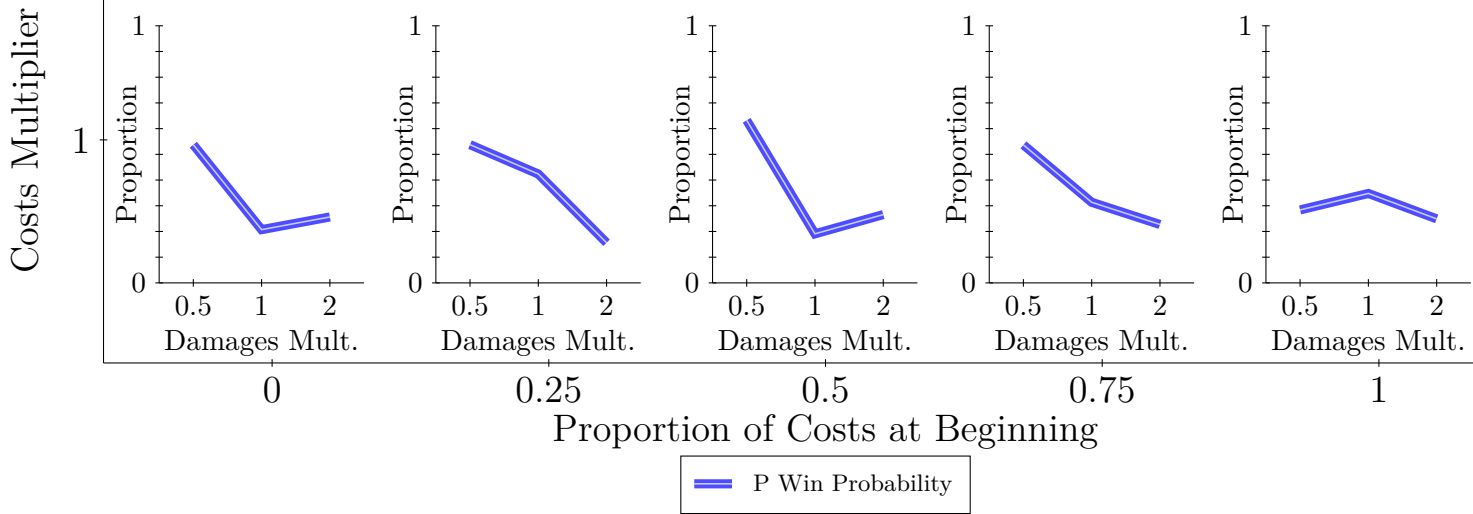 Costs Multiplier
1
1
0
Proportion
0.5 1 2
Damages Mult.
1
0
Proportion
0.5 1 2
Damages Mult.
1
0
Proportion
0.5 1 2
Damages Mult.
1
0
Proportion
0.5 1 2
Damages Mult.
1
0
Proportion
0.5 1 2
Damages Mult.
0 0.25 0.5 0.75 1
Proportion of Costs at Beginning
P Win Probability